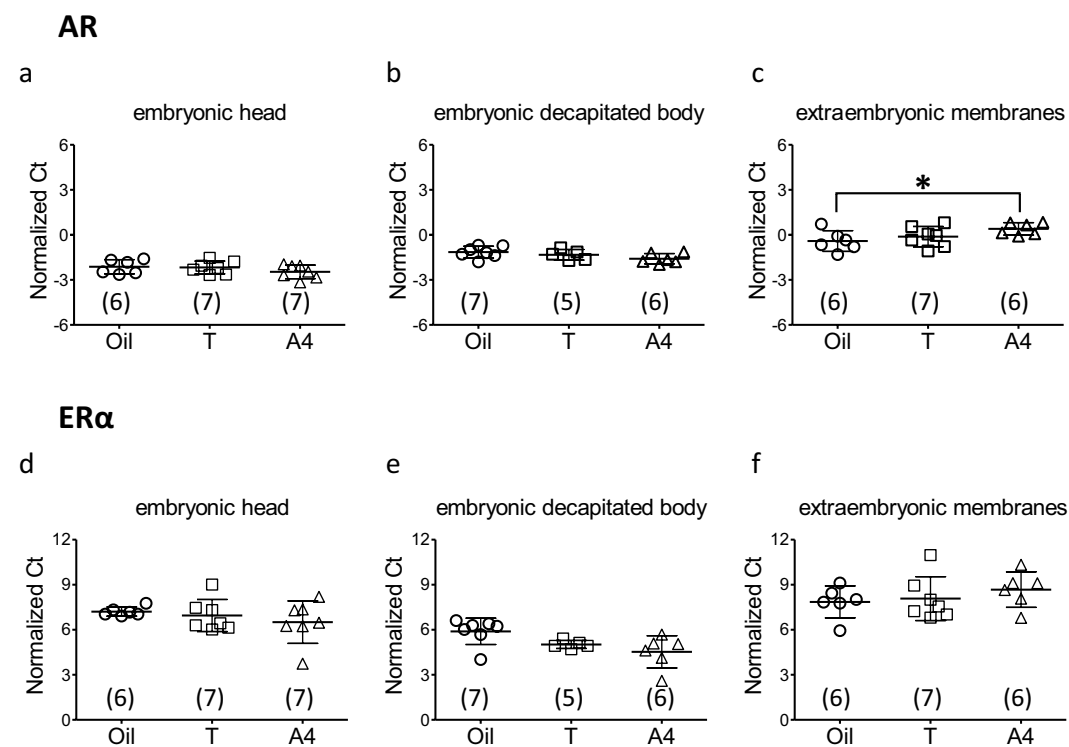 AR
a
b
c
embryonic head
embryonic decapitated body
extraembryonic membranes
Normalized Ct
6
3
0
-3
-6
(6)
(7)
(7)
Oil
T
A4
Normalized Ct
6
3
0
-3
-6
(7)
(5)
(6)
Oil
T
A4
Normalized Ct
6
3
0
-3
-6
*
(6)
(7)
(6)
Oil
T
A4
ERα
d
e
f
embryonic head
embryonic decapitated body
extraembryonic membranes
Normalized Ct
12
9
6
3
0
(6)
(7)
(7)
Oil
T
A4
Normalized Ct
12
9
6
3
0
(7)
(5)
(6)
Oil
T
A4
Normalized Ct
12
9
6
3
0
(6)
(7)
(6)
Oil
T
A4